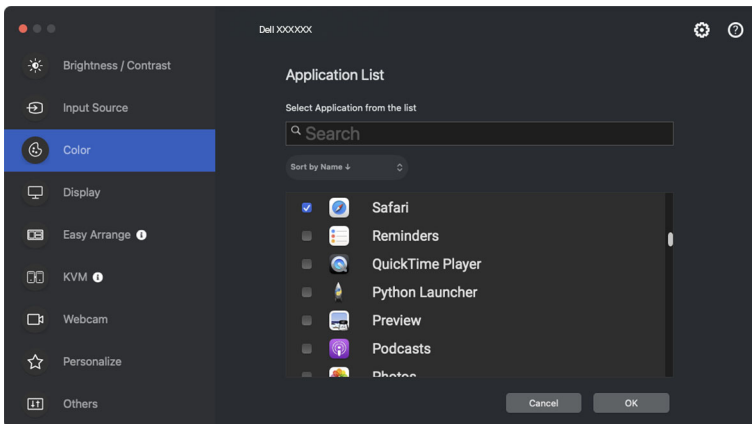 Dell XXXXXX
Brightness / Contrast
Input Source
Color
Display
Easy Arrange
KVM
Webcam
Personalize
Others
Application List
Select Application from the list
Search
Sort by Name ↓
Safari
Reminders
QuickTime Player
Python Launcher
Preview
Podcasts
Photos
Cancel
OK